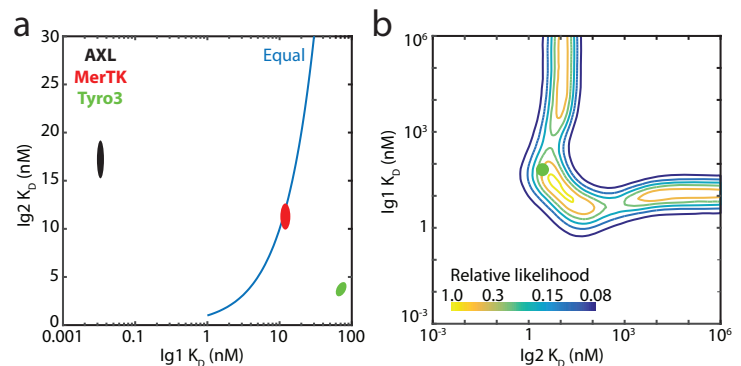 a
Ig2 K_D (nM)
30
25
20
15
10
5
0
AXL
MerTK
Tyro3
Equal
0.001 0.01 0.1 1 10 100
Ig1 K_D (nM)
b
Ig1 K_D (nM)
10^6
10^3
1
10^-3
Relative likelihood
1.0 0.3 0.15 0.08
10^-3 1 10^3 10^6
Ig2 K_D (nM)